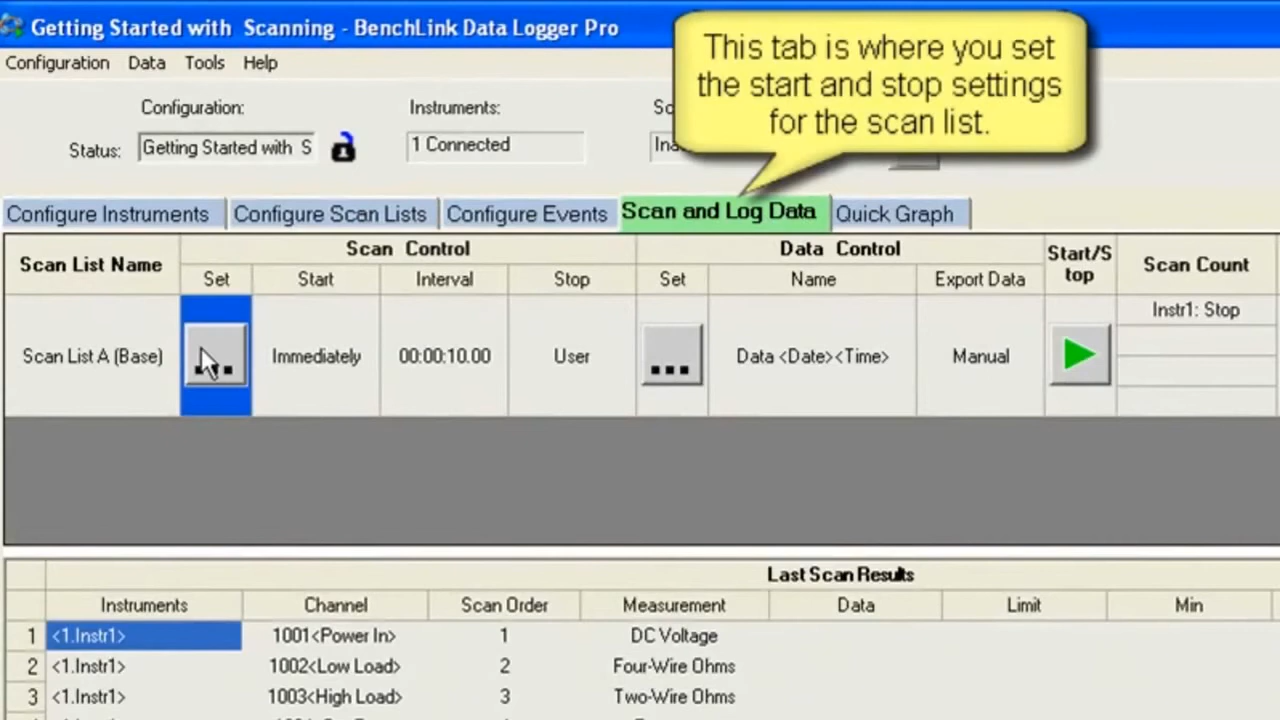 Getting Started with Scanning - BenchLink Data Logger Pro
This tab is where you set
the start and stop settings
for the scan list.
Configuration Data Tools Help
Configuration: Instruments:
Status: Getting Started with S 1 Connected
Configure Instruments Configure Scan Lists Configure Events Scan and Log Data Quick Graph
Scan List Name Scan Control Data Control Start/S
top Scan Count
Set Start Interval Stop Set Name Export Data
Instr1: Stop
Scan List A (Base) ... Immediately 00:00:10.00 User ... Data <Date><Time> Manual
Last Scan Results
Instruments Channel Scan Order Measurement Data Limit Min
1 <1.Instr1> 1001<Power In> 1 DC Voltage
2 <1.Instr1> 1002<Low Load> 2 Four-Wire Ohms
3 <1.Instr1> 1003<High Load> 3 Two-Wire Ohms